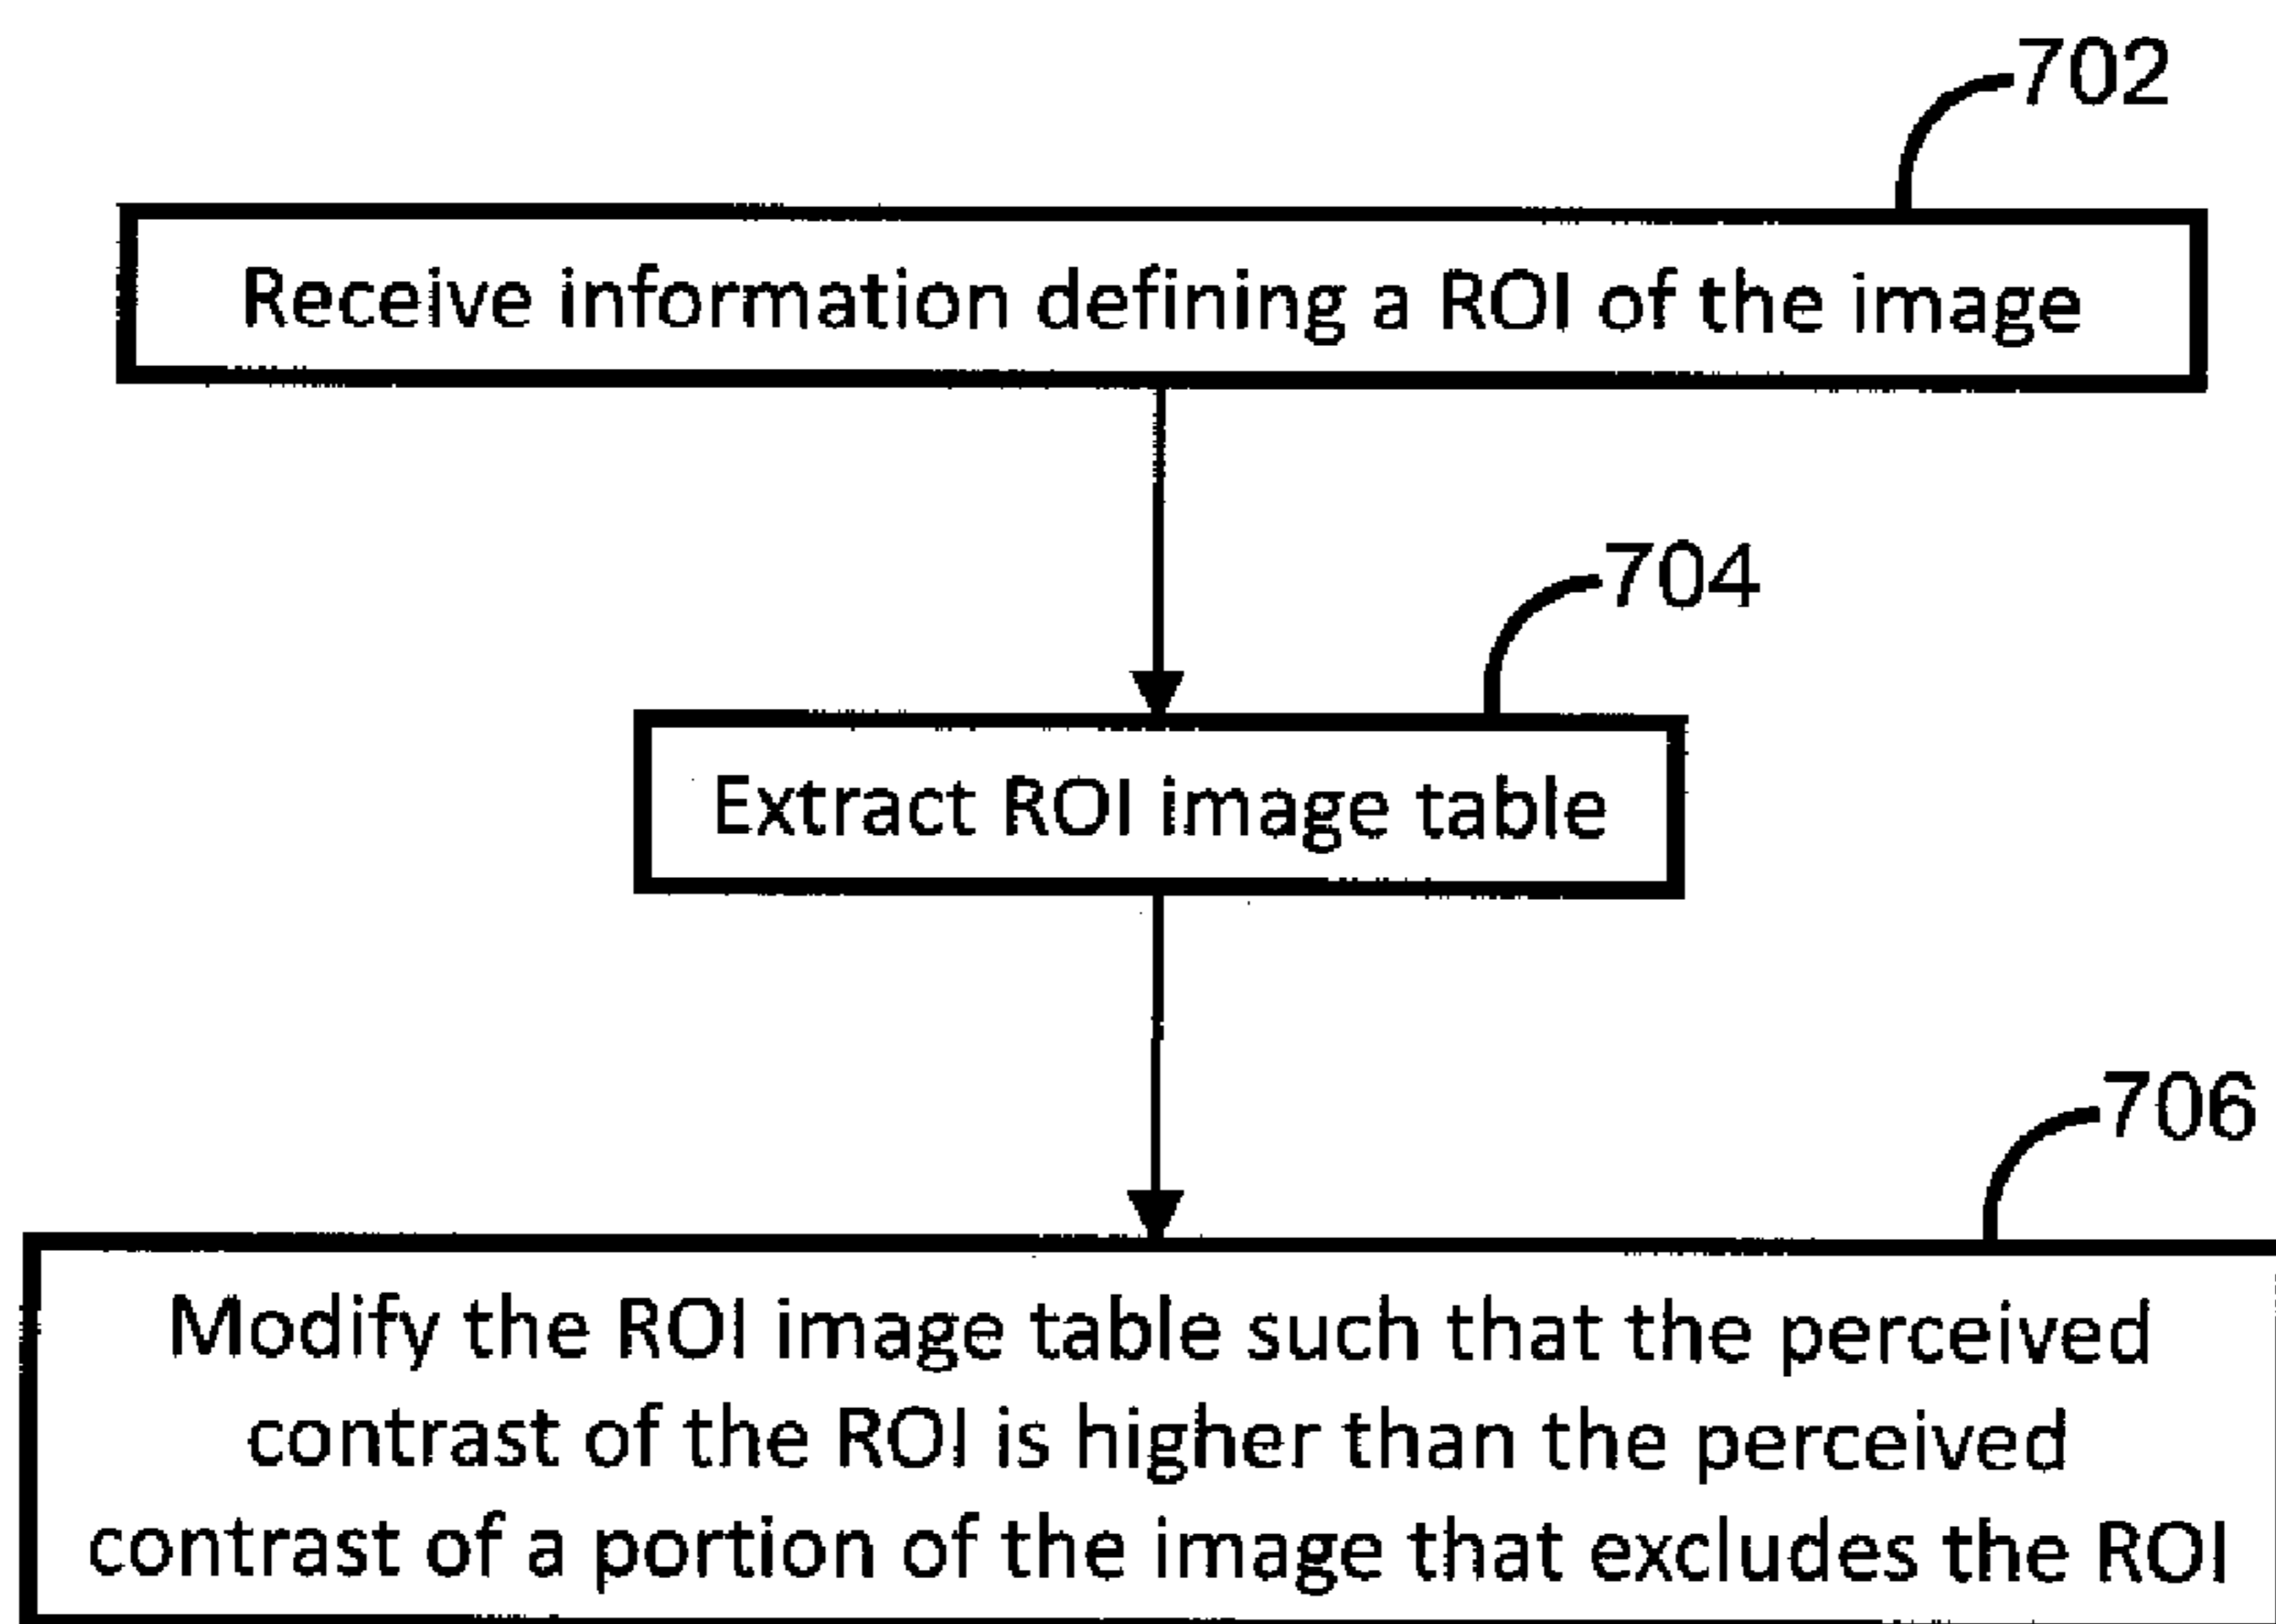 702
Receive information defining a ROI of the image
704
Extract ROI image table
706
Modify the ROI image table such that the perceived
contrast of the ROI is higher than the perceived
contrast of a portion of the image that excludes the ROI